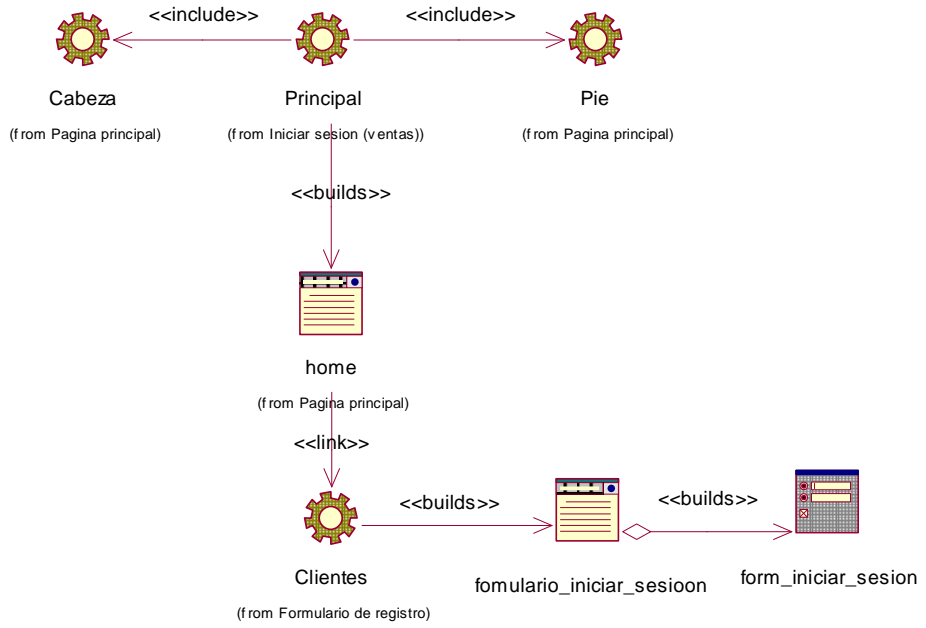 <<include>>
<<include>>
Cabeza
Principal
Pie
(from Pagina principal)
(from Iniciar sesion (ventas))
(from Pagina principal)
<<builds>>
home
(from Pagina principal)
<<link>>
<<builds>>
<<builds>>
Clientes
fomulario_iniciar_sesioon
form_iniciar_sesion
(from Formulario de registro)